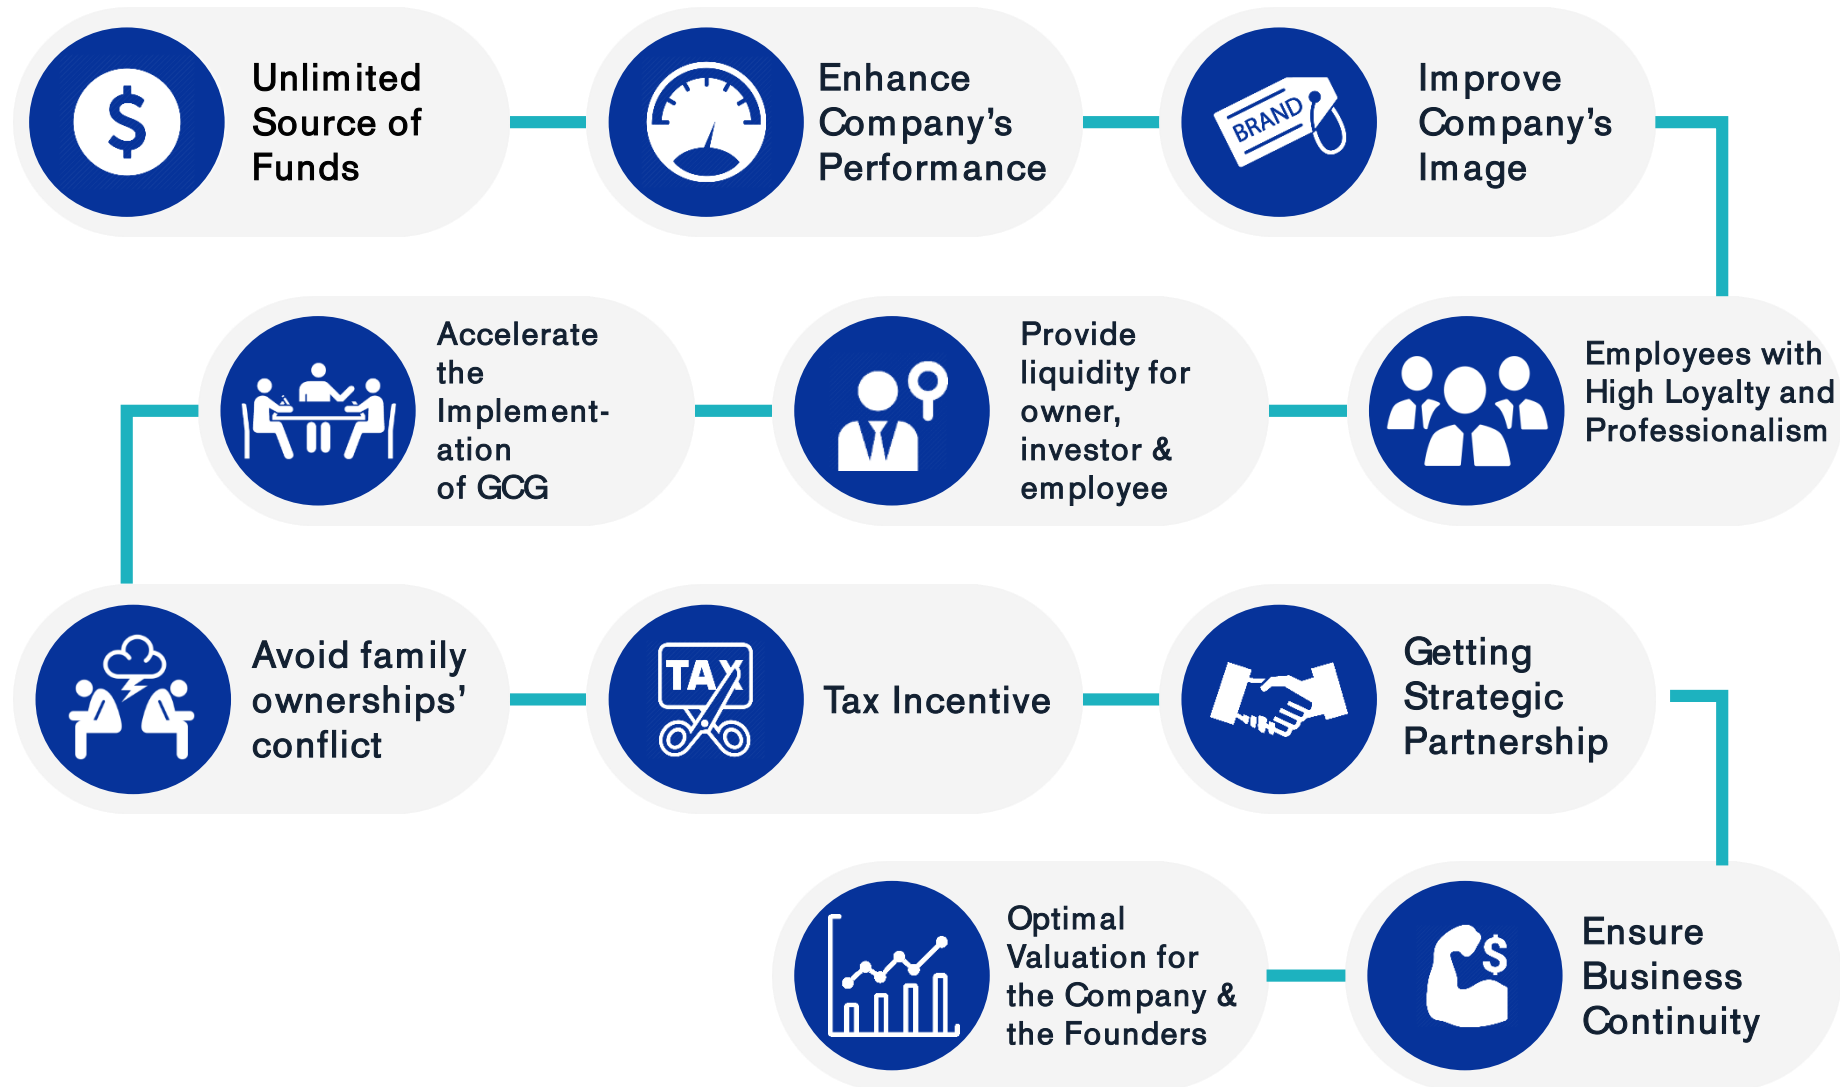 $
Unlimited
Source of
Funds
Enhance
Company's
Performance
BRAND
Improve
Company's
Image
Employees with
High Loyalty and
Professionalism
Provide
liquidity for
owner,
investor &
employee
Accelerate
the
Implement-
ation
of GCG
Avoid family
ownerships'
conflict
TAX
Tax Incentive
Getting
Strategic
Partnership
$
Ensure
Business
Continuity
Optimal
Valuation for
the Company &
the Founders